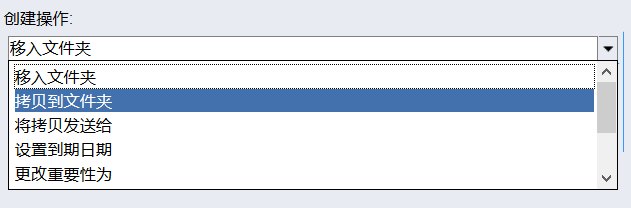 创建操作:
移入文件夹
移入文件夹
拷贝到文件夹
将拷贝发送给
设置到期日期
更改重要性为